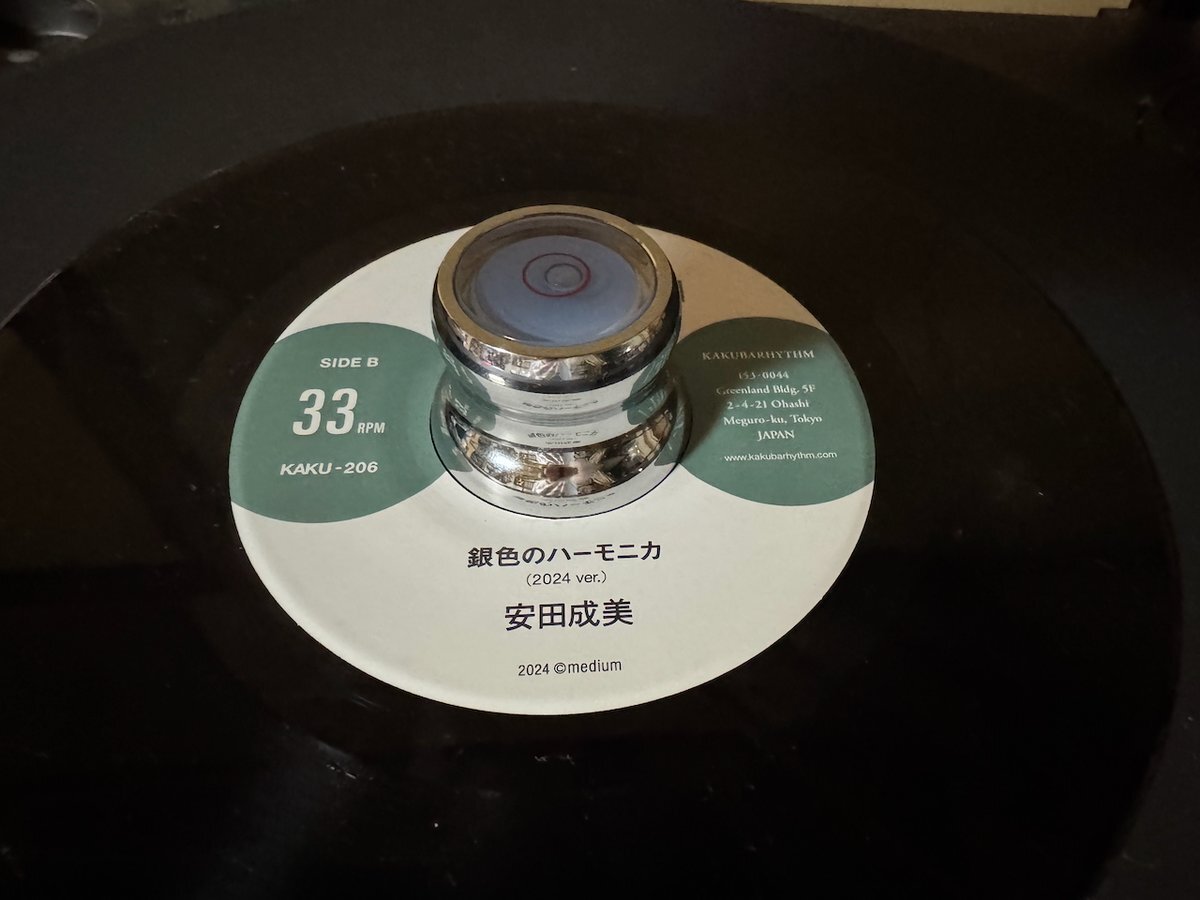 SIDE B
33 RPM
KAKU-206
KAKUBARHYTHM
153-0044
Greenland Bldg. 5F
2-4-21 Ohashi
Meguro-ku, Tokyo
JAPAN
www.kakubarhythm.com
銀色のハーモニカ
(2024 ver.)
安田成美
2024 ©medium